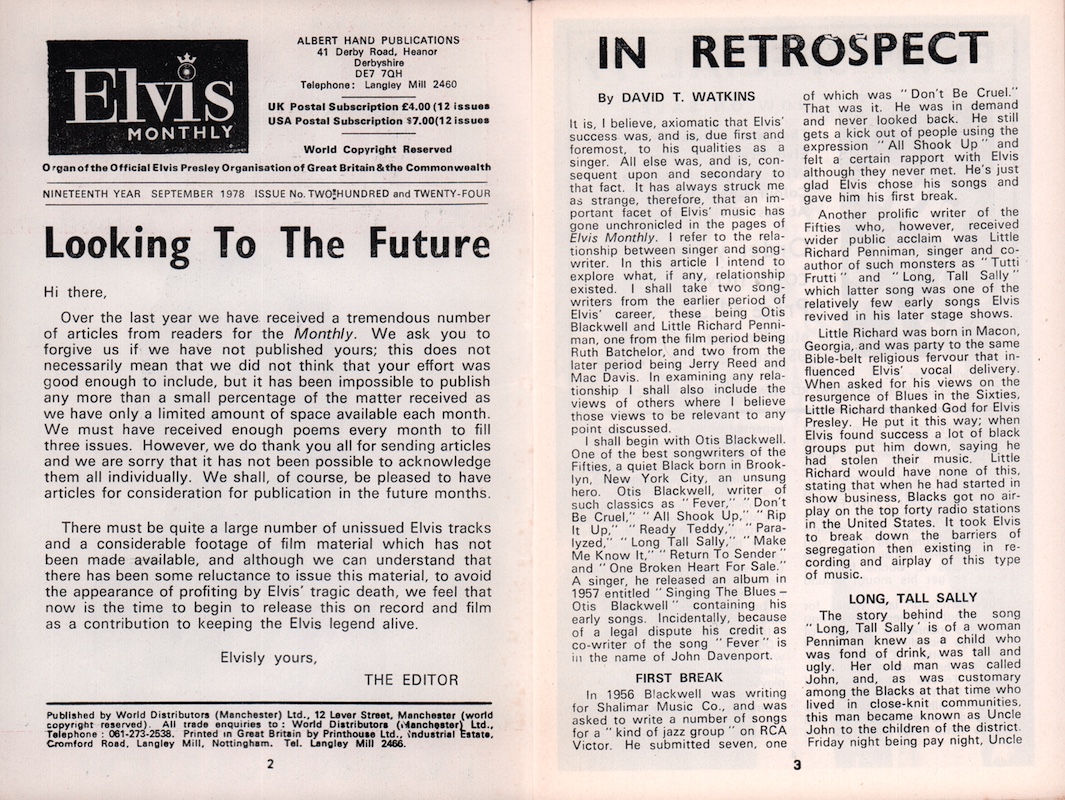 Elvis
MONTHLY
ALBERT HAND PUBLICATIONS
41 Derby Road, Heanor
Derbyshire
DE7 7QH
Telephone: Langley Mill 2460
UK Postal Subscription £4.00 (12 issues
USA Postal Subscription $7.00(12 issues
World Copyright Reserved
Organ of the Official Elvis Presley Organisation of Great Britain & the Commonwealth
NINETEENTH YEAR SEPTEMBER 1978 ISSUE No. TWO HUNDRED and TWENTY-FOUR
Looking To The Future
Hi there,
Over the last year we have received a tremendous number
of articles from readers for the Monthly. We ask you to
forgive us if we have not published yours; this does not
necessarily mean that we did not think that your effort was
good enough to include, but it has been impossible to publish
any more than a small percentage of the matter received as
we have only a limited amount of space available each month.
We must have received enough poems every month to fill
three issues. However, we do thank you all for sending articles
and we are sorry that it has not been possible to acknowledge
them all individually. We shall, of course, be pleased to have
articles for consideration for publication in the future months.
There must be quite a large number of unissued Elvis tracks
and a considerable footage of film material which has not
been made available, and although we can understand that
there has been some reluctance to issue this material, to avoid
the appearance of profiting by Elvis' tragic death, we feel that
now is the time to begin to release this on record and film
as a contribution to keeping the Elvis legend alive.
Elvisly yours,
THE EDITOR
Published by World Distributors (Manchester) Ltd., 12 Lever Street, Manchester (world
copyright reserved). All trade enquiries to: World Distributors (Manchester) Ltd.,
Telephone : 061-273-2538. Printed in Great Britain by Printhouse Ltd., Industrial Estate,
Cromford Road, Langley Mill, Nottingham. Tel. Langley Mill 2466.
2
IN RETROSPECT
By DAVID T. WATKINS
It is, I believe, axiomatic that Elvis'
success was, and is, due first and
foremost, to his qualities as a
singer. All else was, and is, con-
sequent upon and secondary to
that fact. It has always struck me
as strange, therefore, that an im-
portant facet of Elvis' music has
gone unchronicled in the pages of
Elvis Monthly. I refer to the rela-
tionship between singer and song-
writer. In this article I intend to
explore what, if any, relationship
existed. I shall take two song-
writers from the earlier period of
Elvis' career, these being Otis
Blackwell and Little Richard Penni-
man, one from the film period being
Ruth Batchelor, and two from the
later period being Jerry Reed and
Mac Davis. In examining any rela-
tionship I shall also include the
views of others where I believe
those views to be relevant to any
point discussed.
I shall begin with Otis Blackwell.
One of the best songwriters of the
Fifties, a quiet Black born in Brook-
lyn, New York City, an unsung
hero. Otis Blackwell, writer of
such classics as "Fever," "Don't
Be Cruel," "All Shook Up," "Rip
It Up," "Ready Teddy," "Para-
lyzed," "Long Tall Sally," "Make
Me Know It," "Return To Sender"
and "One Broken Heart For Sale."
A singer, he released an album in
1957 entitled "Singing The Blues –
Otis Blackwell" containing his
early songs. Incidentally, because
of a legal dispute his credit as
co-writer of the song "Fever" is
in the name of John Davenport.
FIRST BREAK
In 1956 Blackwell was writing
for Shalimar Music Co., and was
asked to write a number of songs
for a "kind of jazz group" on RCA
Victor. He submitted seven, one
of which was "Don't Be Cruel."
That was it. He was in demand
and never looked back. He still
gets a kick out of people using the
expression "All Shook Up" and
felt a certain rapport with Elvis
although they never met. He's just
glad Elvis chose his songs and
gave him his first break.
Another prolific writer of the
Fifties who, however, received
wider public acclaim was Little
Richard Penniman, singer and co-
author of such monsters as "Tutti
Frutti" and "Long, Tall Sally"
which latter song was one of the
relatively few early songs Elvis
revived in his later stage shows.
Little Richard was born in Macon,
Georgia, and was party to the same
Bible-belt religious fervour that in-
fluenced Elvis' vocal delivery.
When asked for his views on the
resurgence of Blues in the Sixties,
Little Richard thanked God for Elvis
Presley. He put it this way; when
Elvis found success a lot of black
groups put him down, saying he
had stolen their music. Little
Richard would have none of this,
stating that when he had started in
show business, Blacks got no air-
play on the top forty radio stations
in the United States. It took Elvis
to break down the barriers of
segregation then existing in re-
cording and airplay of this type
of music.
LONG, TALL SALLY
The story behind the song
"Long, Tall Sally' is of a woman
Penniman knew as a child who
was fond of drink, was tall and
ugly. Her old man was called
John, and, as was customary
among the Blacks at that time who
lived in close-knit communities,
this man became known as Uncle
John to the children of the district.
Friday night being pay night, Uncle
3